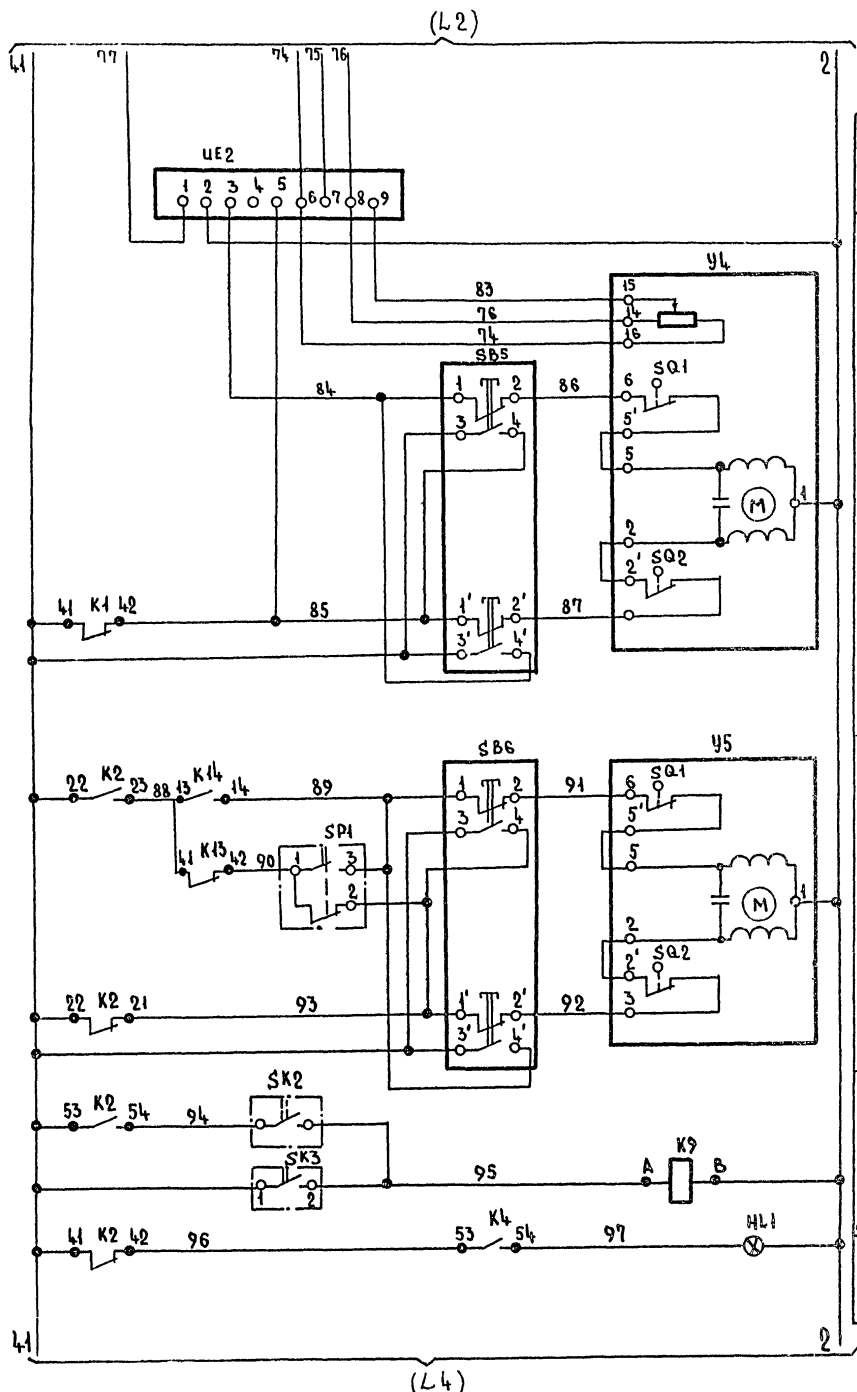 (L2)
41 77 74 75 76 2
UE2
1 2 3 4 5 6 7 8 9
У4
83 15
76 14
74 16
SB5
84 1 2 86 6 SQ1
3 4 5'
5
M 1
2
2' SQ2
41 K1 42 85 1' 2' 87
3' 4'
SB6 У5
22 K2 23 88 13 K14 14 89 1 2 91 6 SQ1
3 4 5'
SP1
41 K13 42 90 1 3 5
2
M 1
2
2' SQ2
22 K2 21 93 1' 2' 92 3
3' 4'
SK2
53 K2 54 94
SK3 K9
1 2 95 A B
41 K2 42 96 53 K4 54 97 HL1
41 2
(L4)